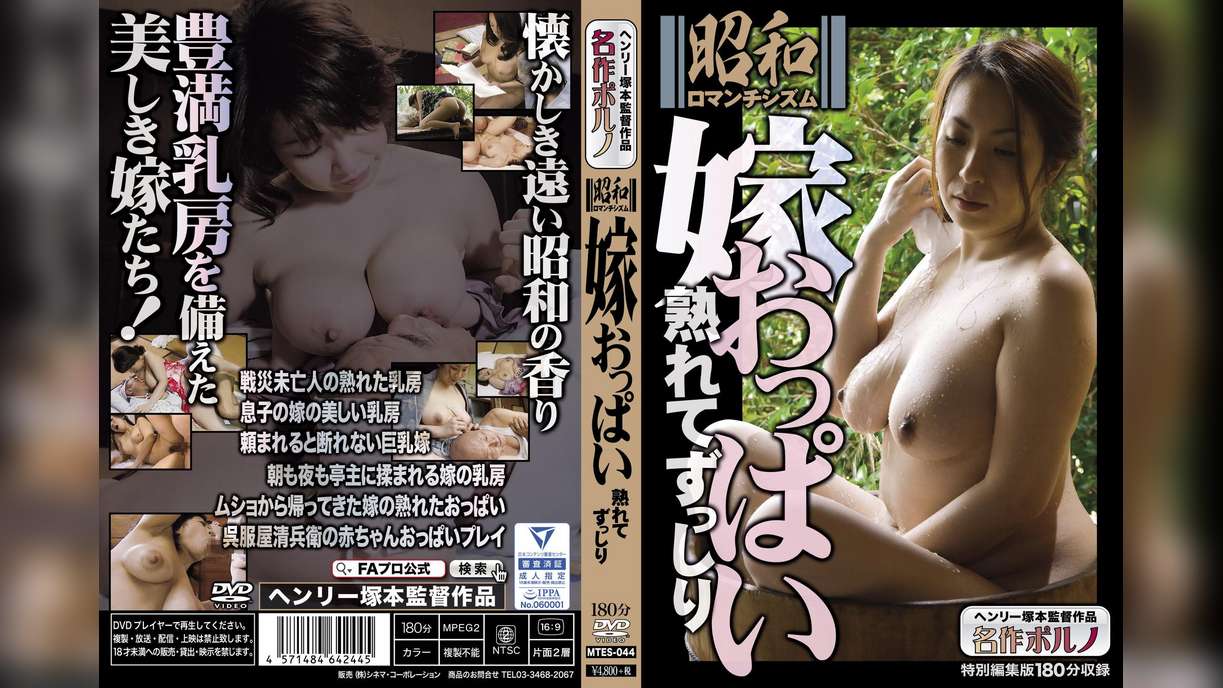 懐かしき遠い昭和の香り
豊満乳房を備えた
美しき嫁たち!
戦災未亡人の熟れた乳房
息子の嫁の美しい乳房
頼まれると断れない巨乳嫁
朝も夜も亭主に揉まれる嫁の乳房
ムショから帰ってきた嫁の熟れたおっぱい
呉服屋清兵衛の赤ちゃんおっぱいプレイ
FAプロ公式 検索
DVD
VIDEO
ヘンリー塚本監督作品
日本コンテンツ審査センター
審査済証
成人指定
IPPA
No.060001
DVDプレイヤーで再生してください。
複製・放送・配信・上映は禁止致します。
18才未満への販売・貸出・映示を禁じます。
4 571484 642445
180分 MPEG2 2 NTSC 16:9
カラー 複製不能 片面2層
販売 (株)シネマ・コーポレーション 商品のお問合せ TEL03-3468-2067
ヘンリー塚本監督作品
名作ポルノ
昭和
ロマンチシズム
嫁おっぱい
熟れて
ずっしり
180分
DVD
VIDEO
MTES-044
¥4,800+税
昭和
ロマンチシズム
嫁おっぱい
熟れてずっしり
ヘンリー塚本監督作品
名作ポルノ
特別編集版180分収録